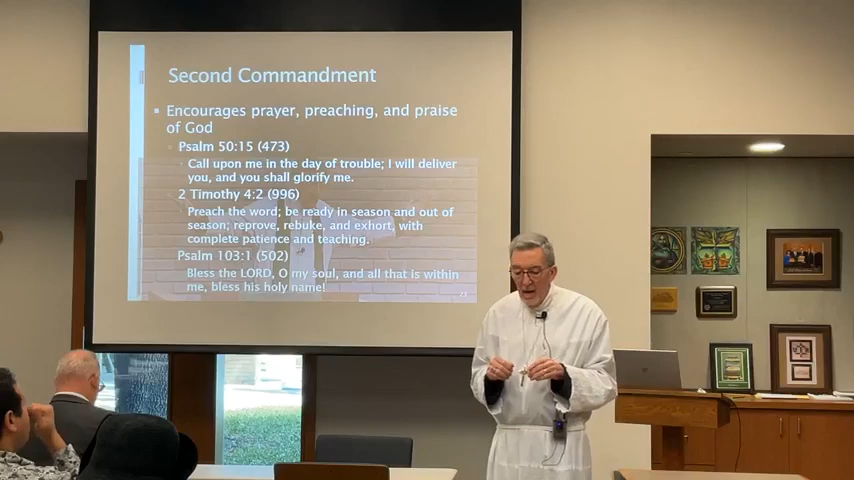 Second Commandment
▪ Encourages prayer, preaching, and praise
of God
Psalm 50:15 (473)
Call upon me in the day of trouble; I will deliver
you, and you shall glorify me.
2 Timothy 4:2 (996)
Preach the word; be ready in season and out of
season; reprove, rebuke, and exhort, with
complete patience and teaching.
Psalm 103:1 (502)
Bless the LORD, O my soul, and all that is within
me, bless his holy name!